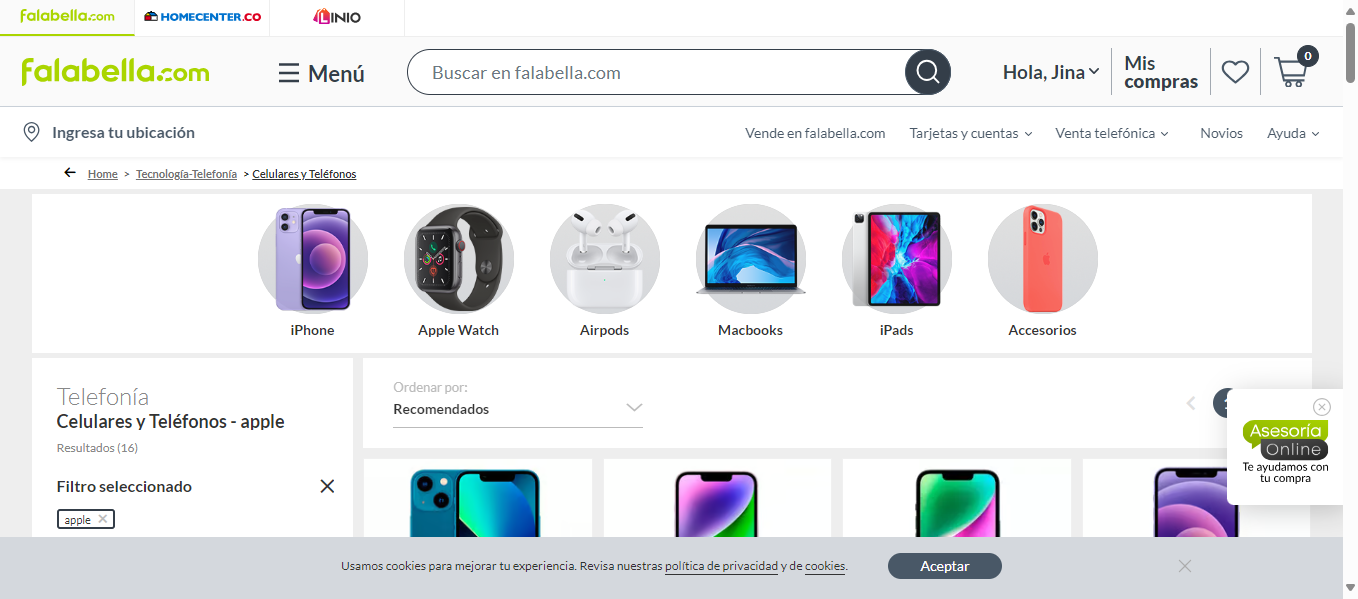 falabella.com
HOMECENTER.CO
LINIO
falabella.com
Menú
Buscar en falabella.com
Hola, Jina
Mis
compras
0
Ingresa tu ubicación
Vende en falabella.com
Tarjetas y cuentas
Venta telefónica
Novios
Ayuda
Home > Tecnología-Telefonía > Celulares y Teléfonos
iPhone
Apple Watch
Airpods
Macbooks
iPads
Accesorios
Telefonía
Celulares y Teléfonos - apple
Resultados (16)
Filtro seleccionado
apple
Ordenar por:
Recomendados
Asesoría
Online
Te ayudamos con
tu compra
Usamos cookies para mejorar tu experiencia. Revisa nuestras política de privacidad y de cookies.
Aceptar